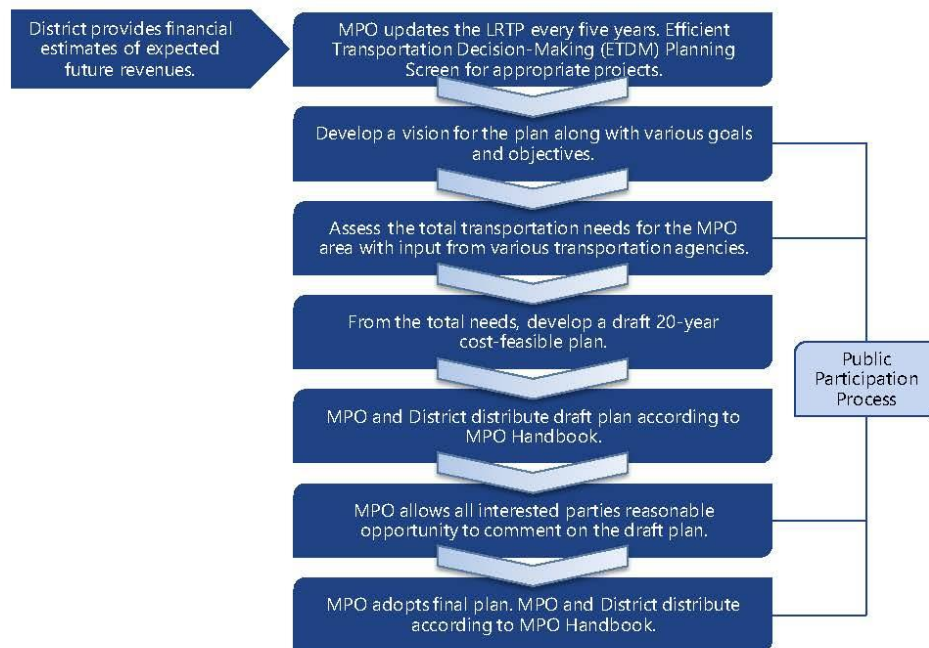 District provides financial
estimates of expected
future revenues.
MPO updates the LRTP every five years. Efficient
Transportation Decision-Making (ETDM) Planning
Screen for appropriate projects.
Develop a vision for the plan along with various goals
and objectives.
Assess the total transportation needs for the MPO
area with input from various transportation agencies.
From the total needs, develop a draft 20-year
cost-feasible plan.
Public
Participation
Process
MPO and District distribute draft plan according to
MPO Handbook.
MPO allows all interested parties reasonable
opportunity to comment on the draft plan.
MPO adopts final plan. MPO and District distribute
according to MPO Handbook.